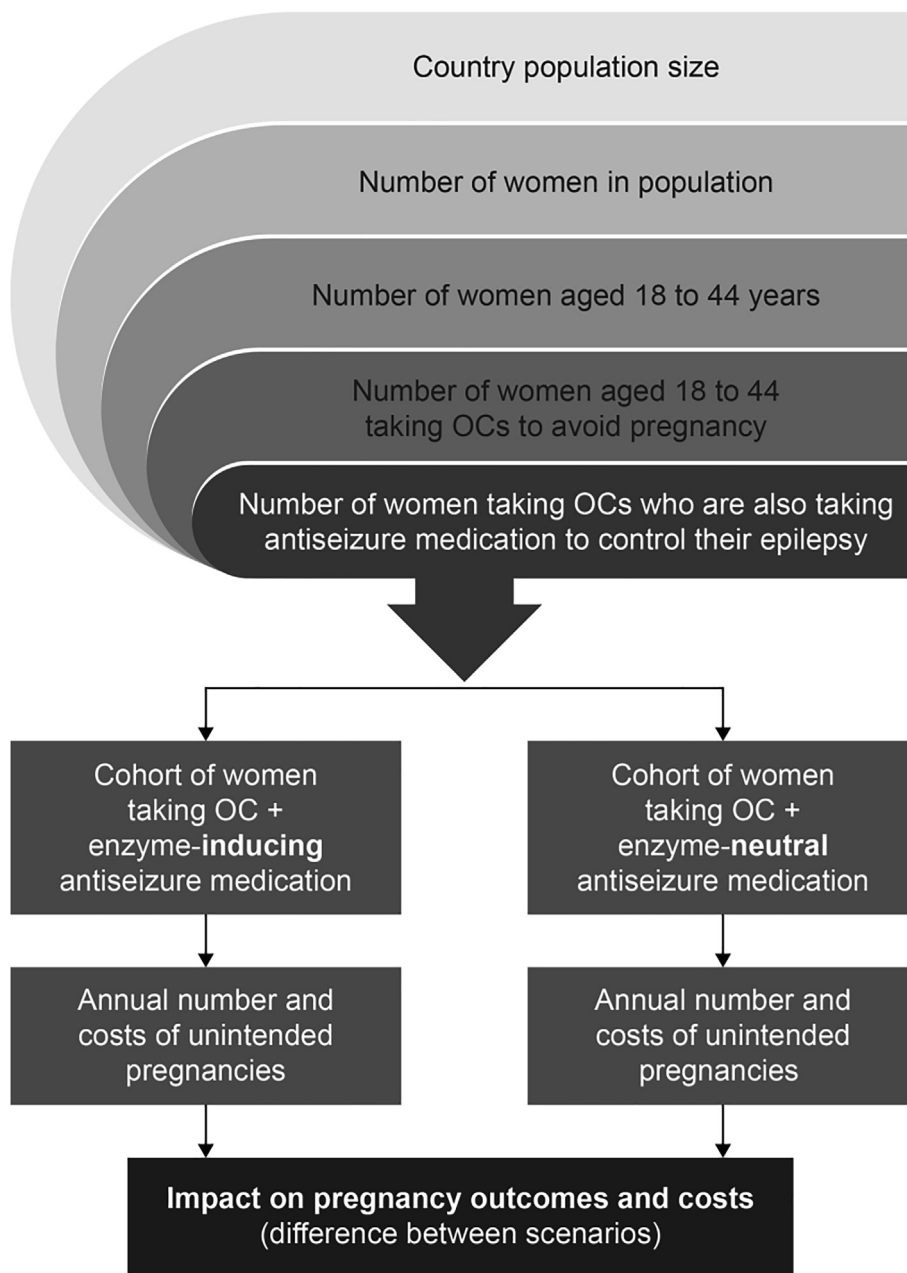 Country population size
Number of women in population
Number of women aged 18 to 44 years
Number of women aged 18 to 44
taking OCs to avoid pregnancy
Number of women taking OCs who are also taking
antiseizure medication to control their epilepsy
Cohort of women
taking OC +
enzyme-inducing
antiseizure medication
Cohort of women
taking OC +
enzyme-neutral
antiseizure medication
Annual number and
costs of unintended
pregnancies
Annual number and
costs of unintended
pregnancies
Impact on pregnancy outcomes and costs
(difference between scenarios)